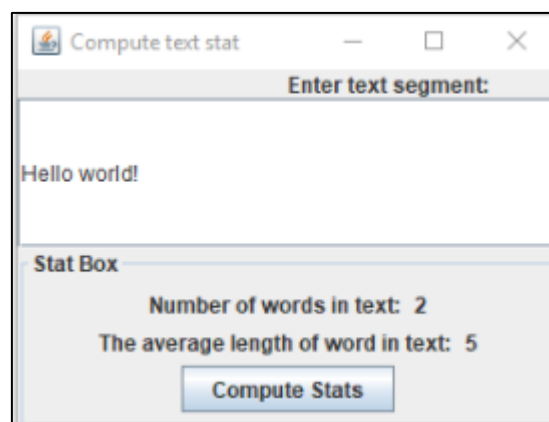 Compute text stat
Enter text segment:
Hello world!
Stat Box
Number of words in text: 2
The average length of word in text: 5
Compute Stats